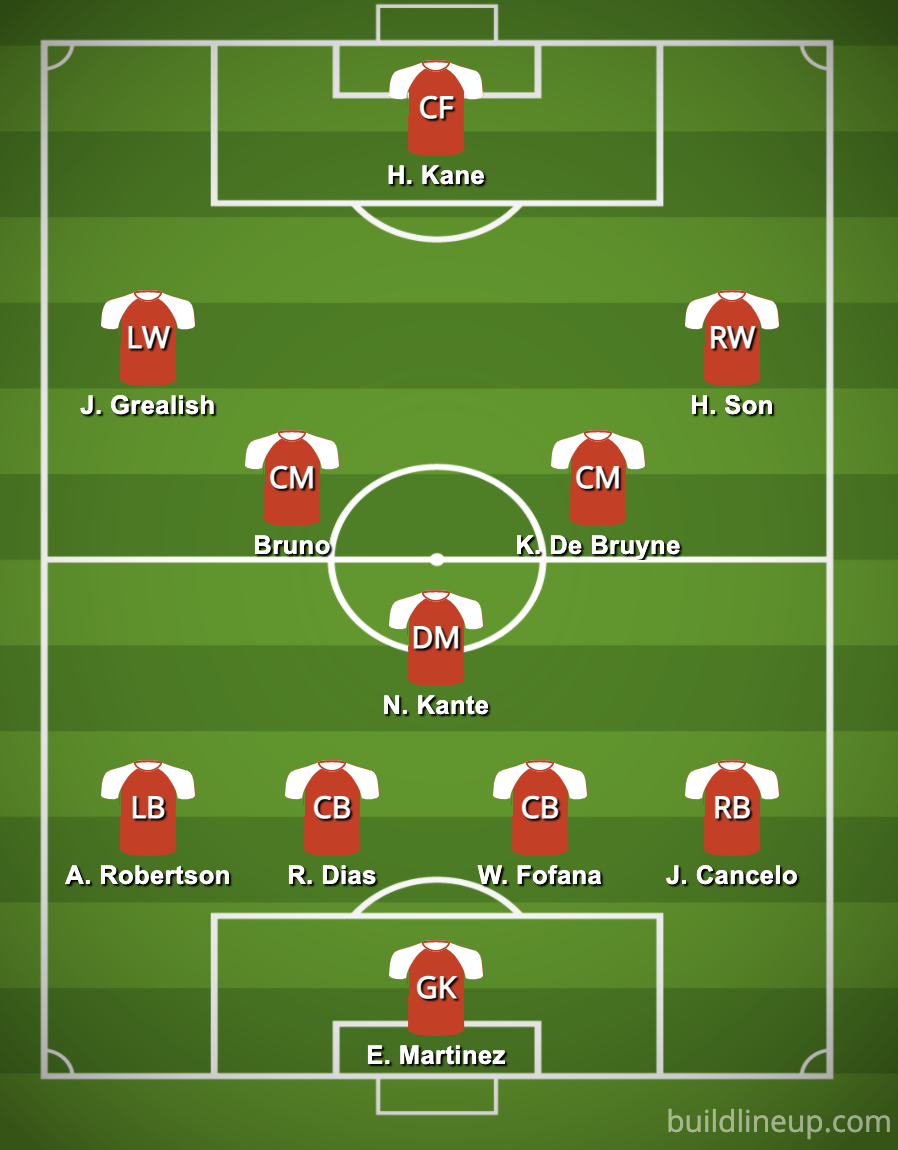 CF
H. Kane
LW
RW
J. Grealish
H. Son
CM
CM
Bruno
K. De Bruyne
DM
N. Kante
LB
CB
CB
RB
A. Robertson
R. Dias
W. Fofana
J. Cancelo
GK
E. Martinez
buildlineup.com